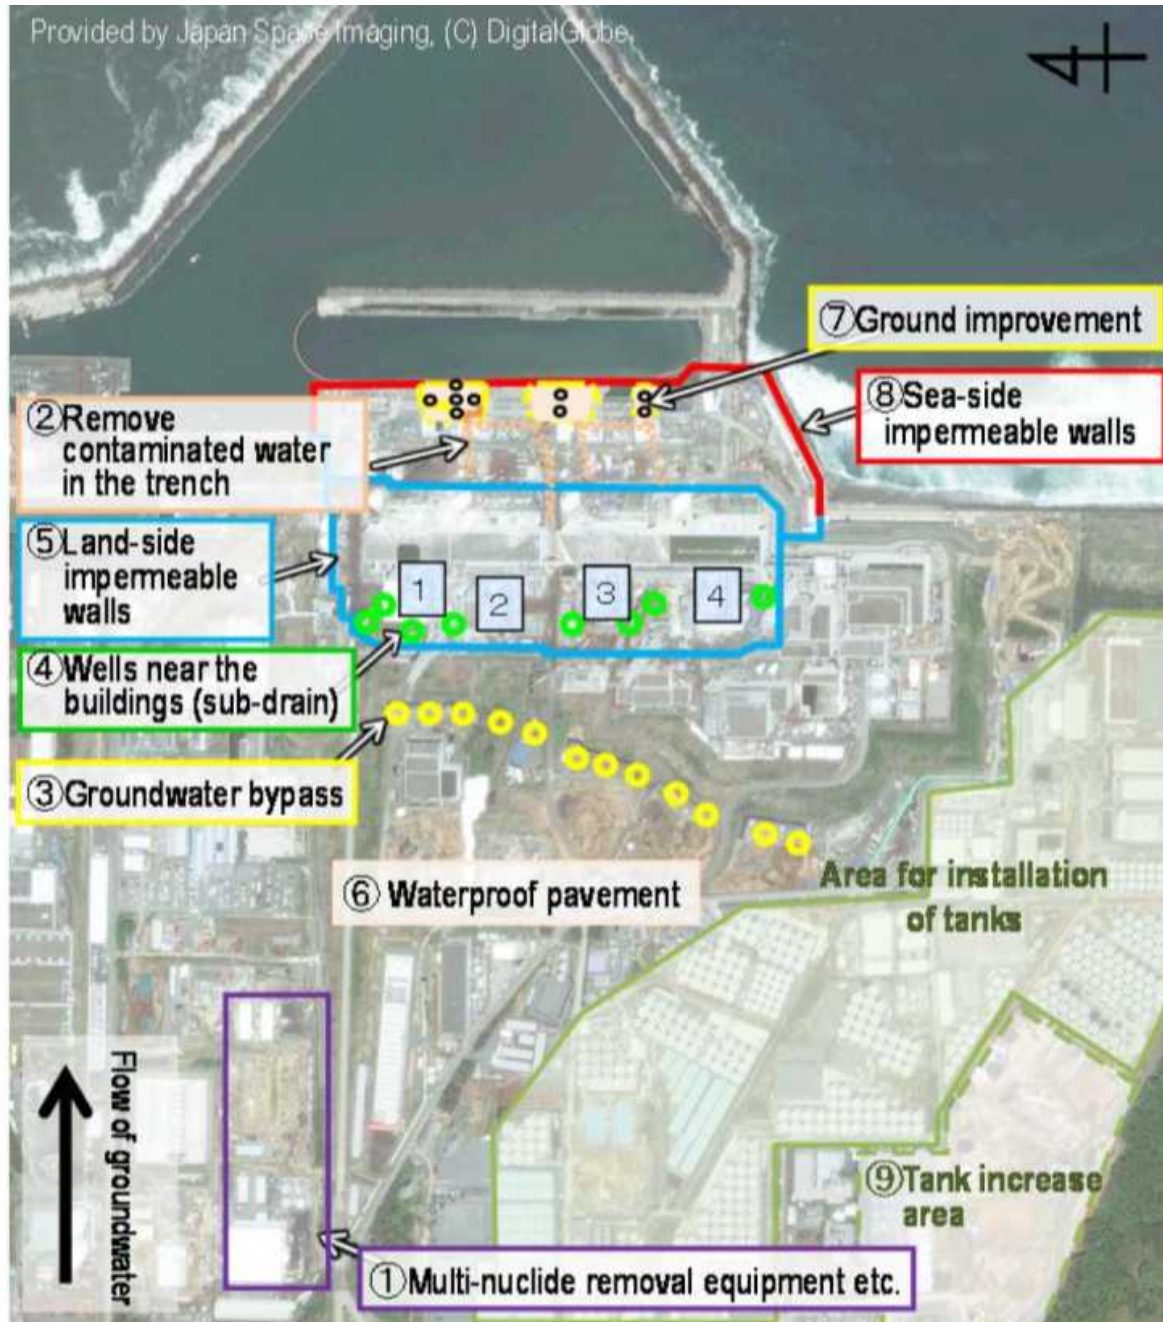 Provided by Japan Space Imaging, (C) DigitalGlobe
⑦Ground improvement
⑧Sea-side
impermeable walls
②Remove
contaminated water
in the trench
⑤Land-side
impermeable
walls
1
2
3
4
④Wells near the
buildings (sub-drain)
③Groundwater bypass
⑥ Waterproof pavement
Area for installation
of tanks
Flow of groundwater
⑨Tank increase
area
①Multi-nuclide removal equipment etc.